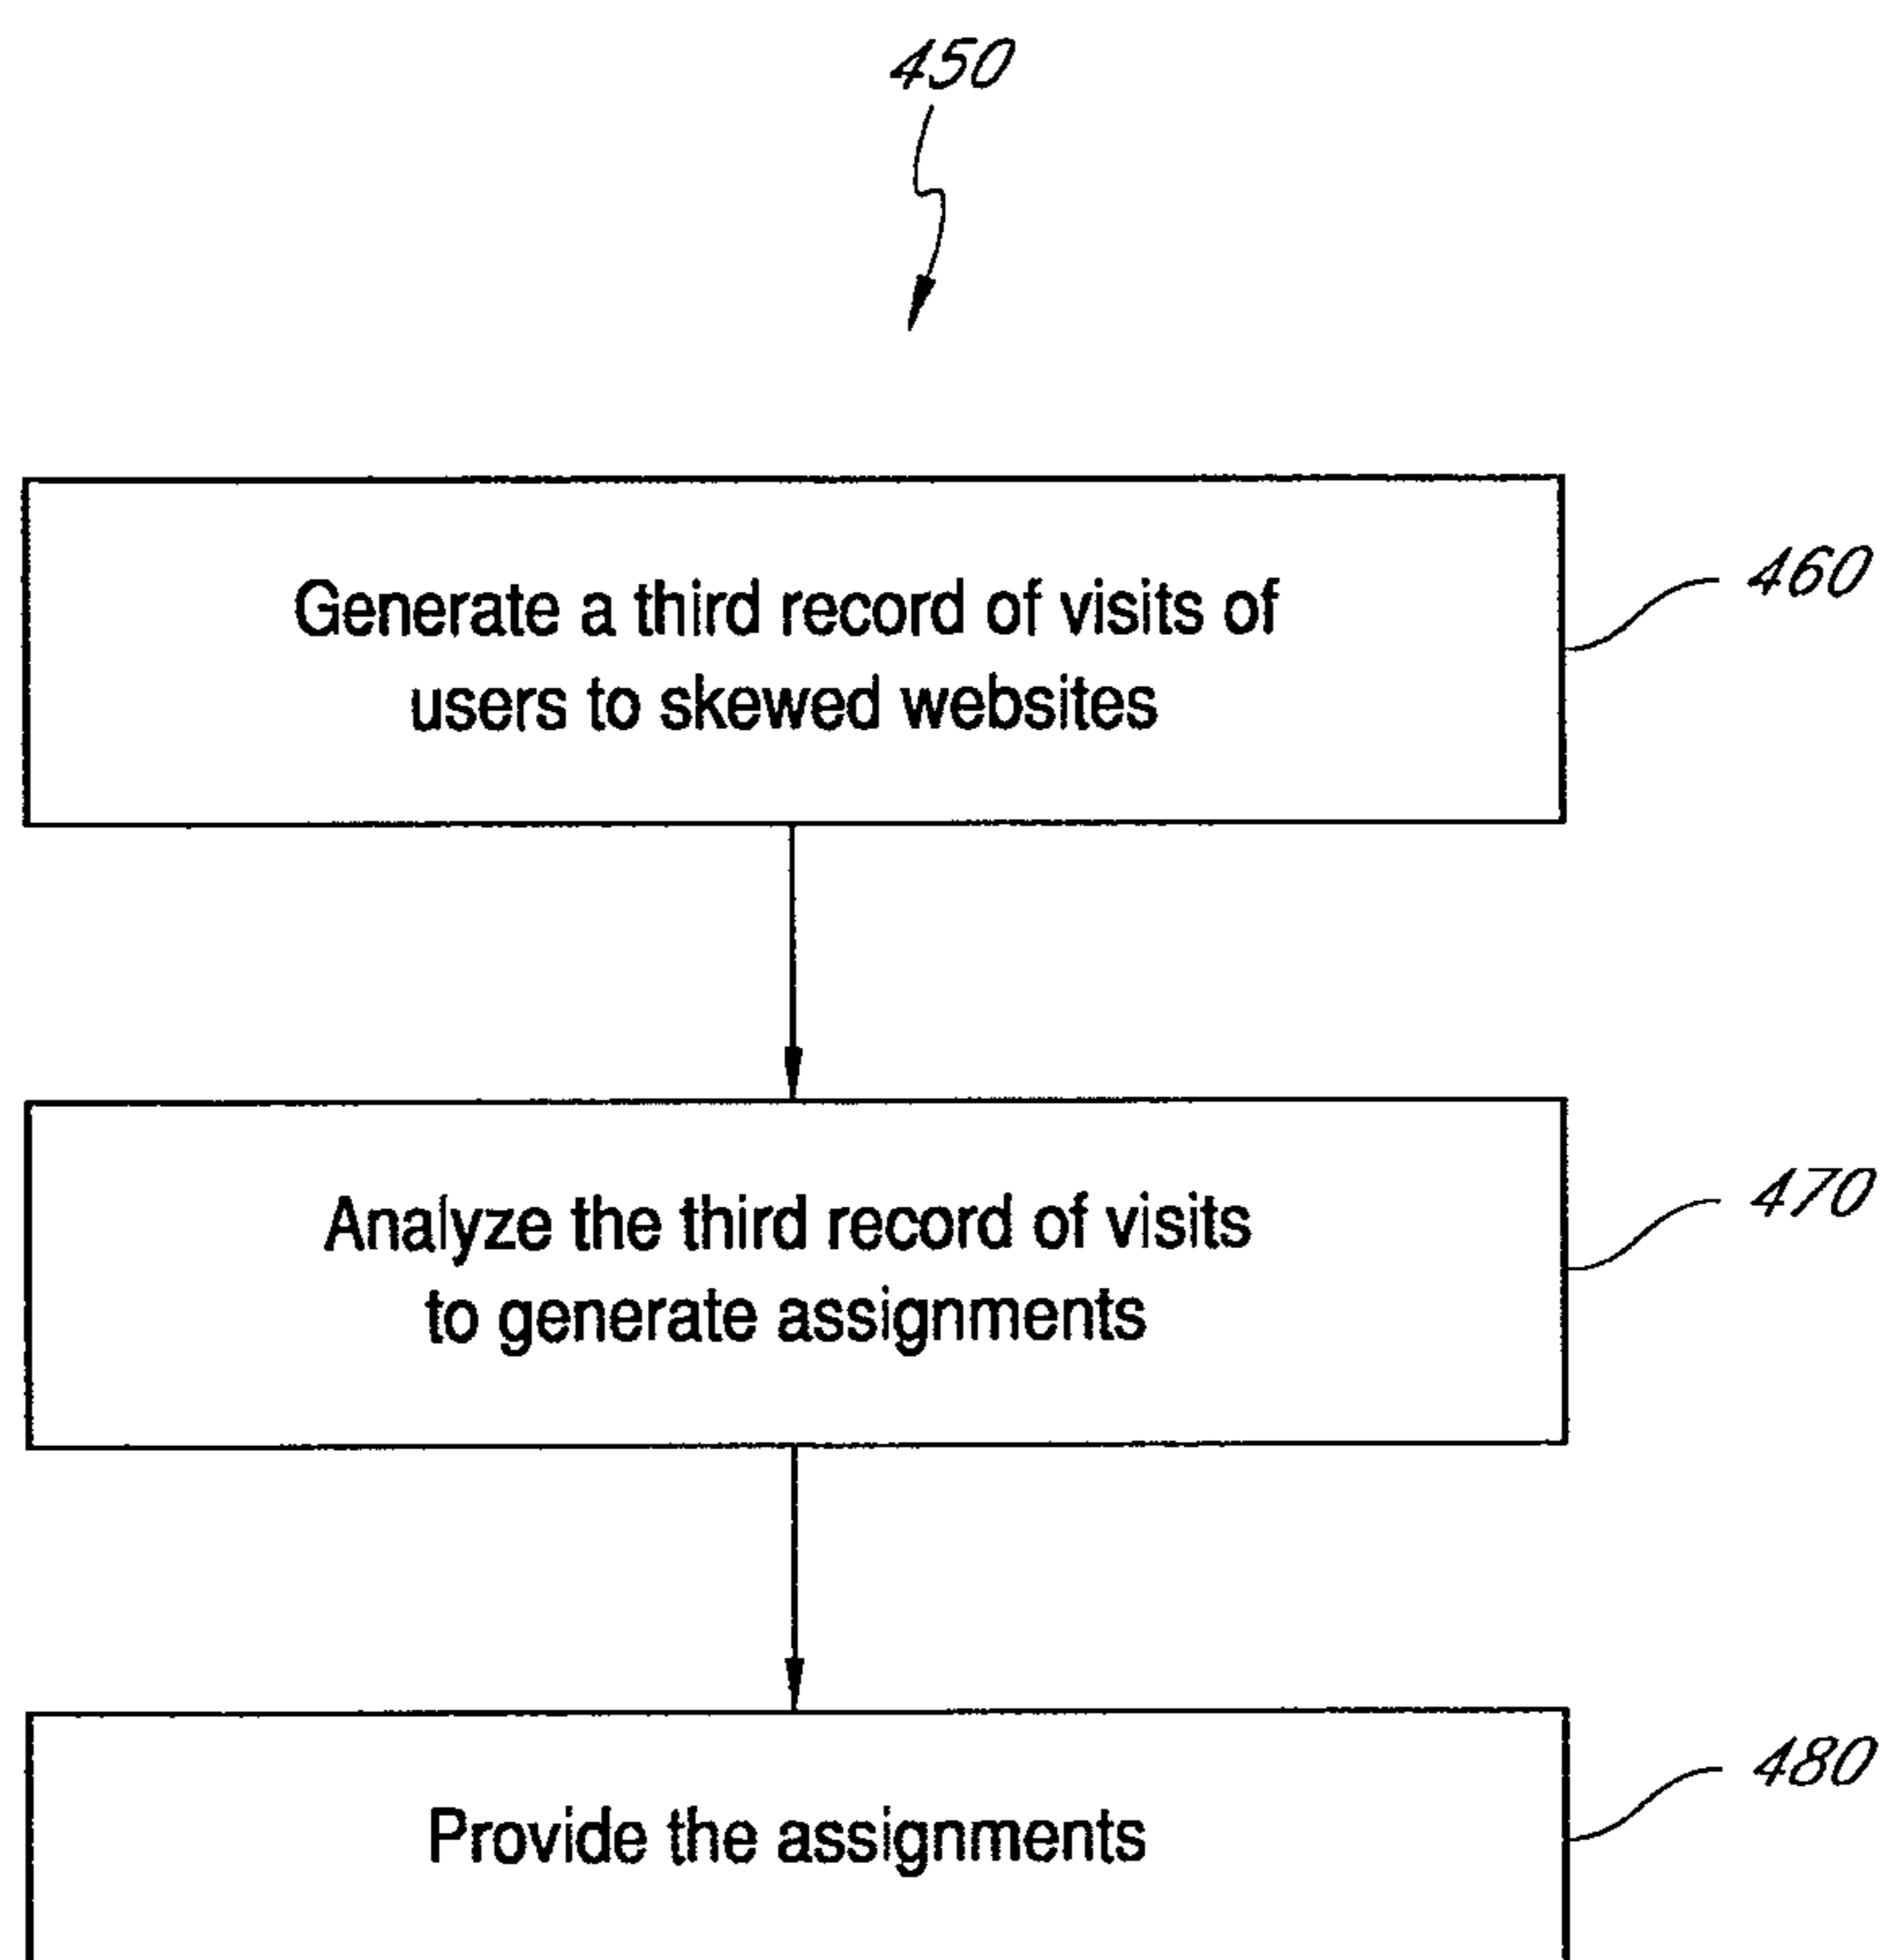 450
Generate a third record of visits of
users to skewed websites
460
Analyze the third record of visits
to generate assignments
470
Provide the assignments
480